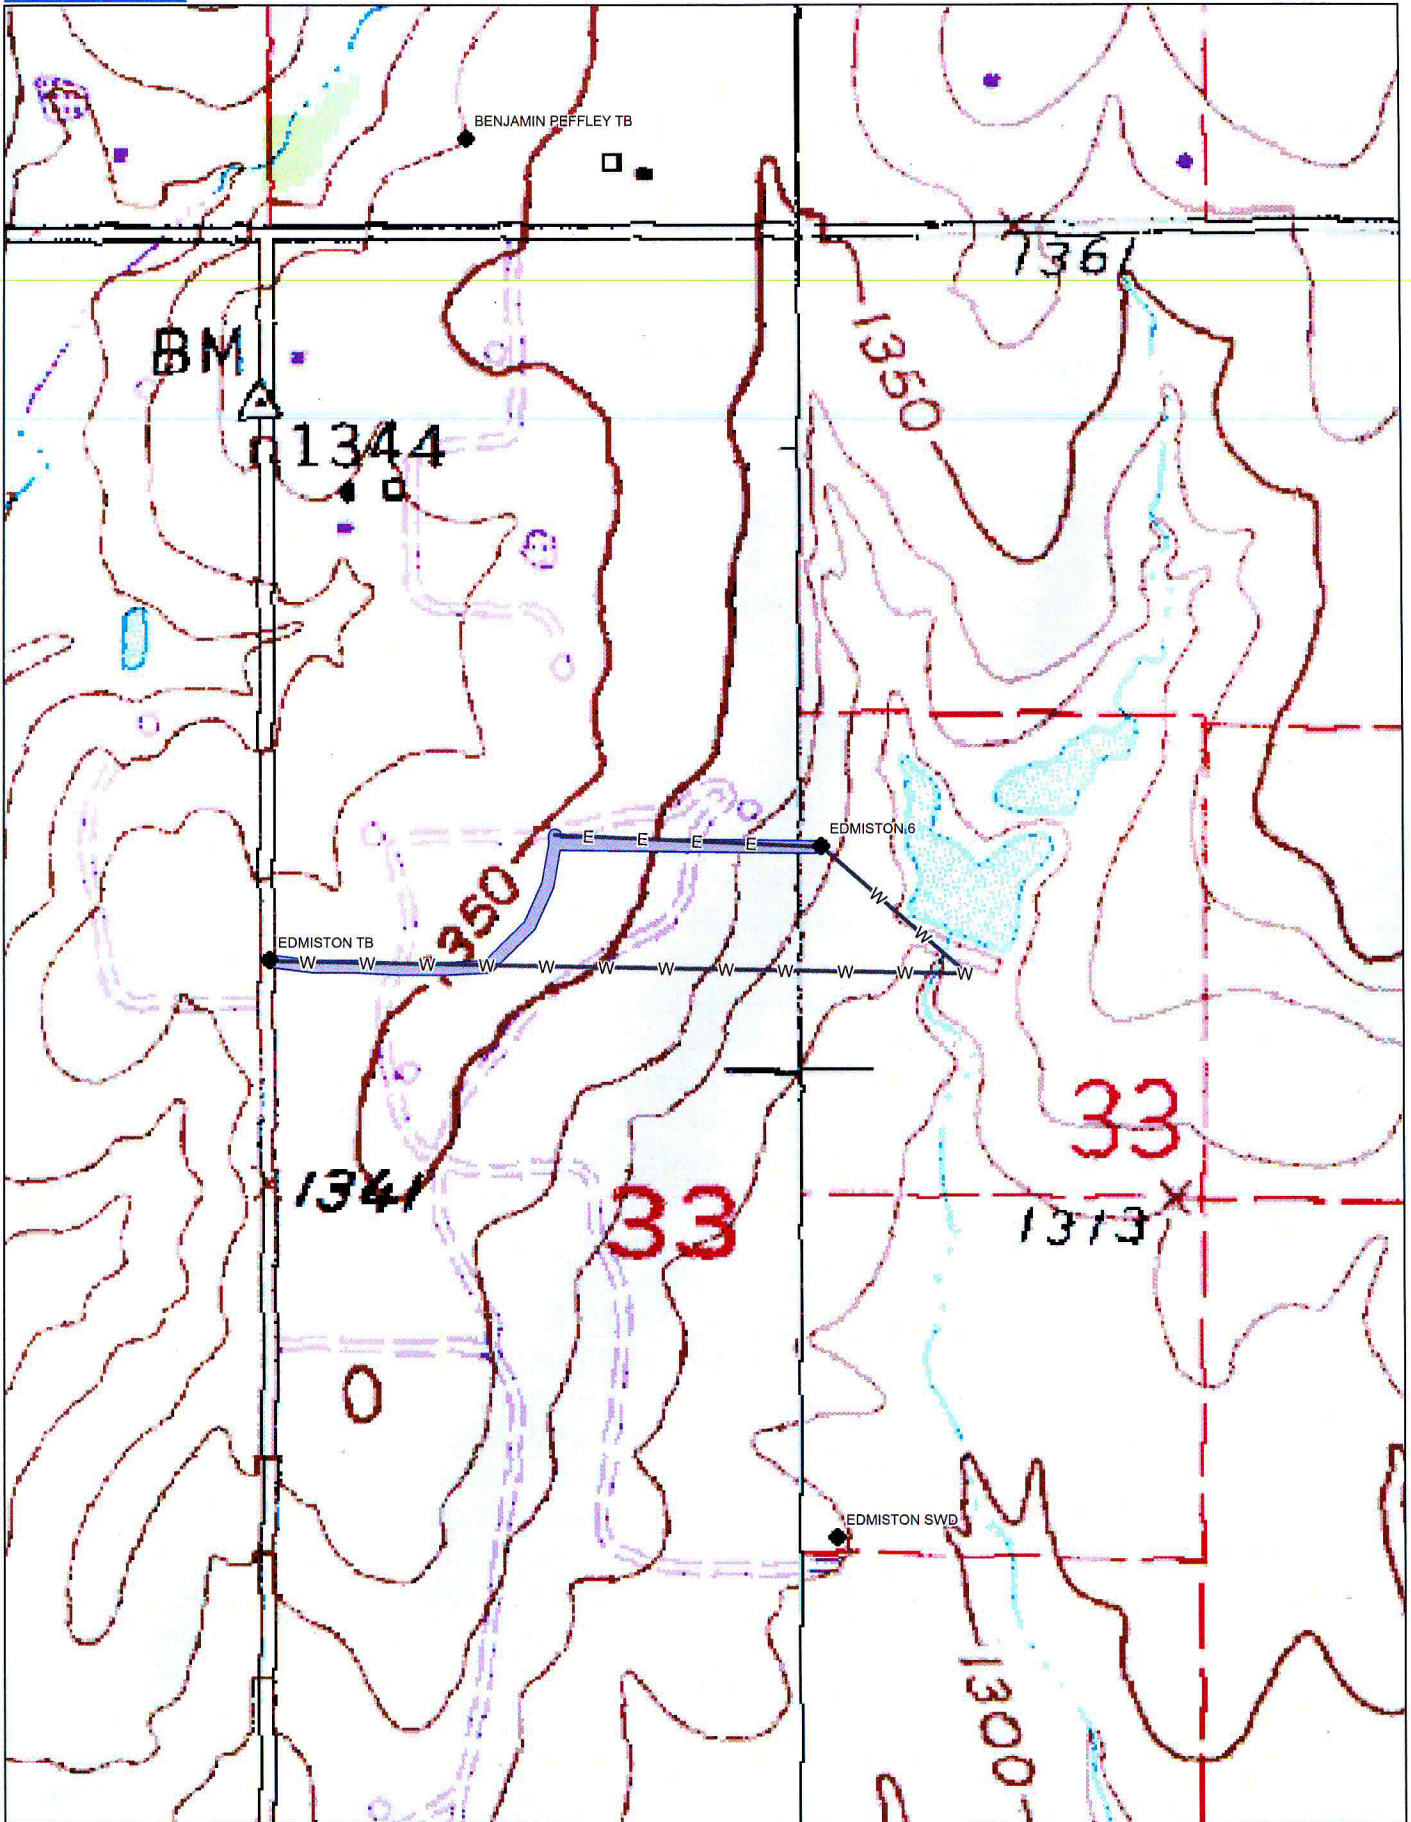 BENJAMIN PEFFLEY TB
1361
BM
1350
1344
EDMISTON 6
E E E E
W
W
1350
EDMISTON TB
W W W W W W W W W W W W
33
1341
33
1313
0
EDMISTON SWD
1300